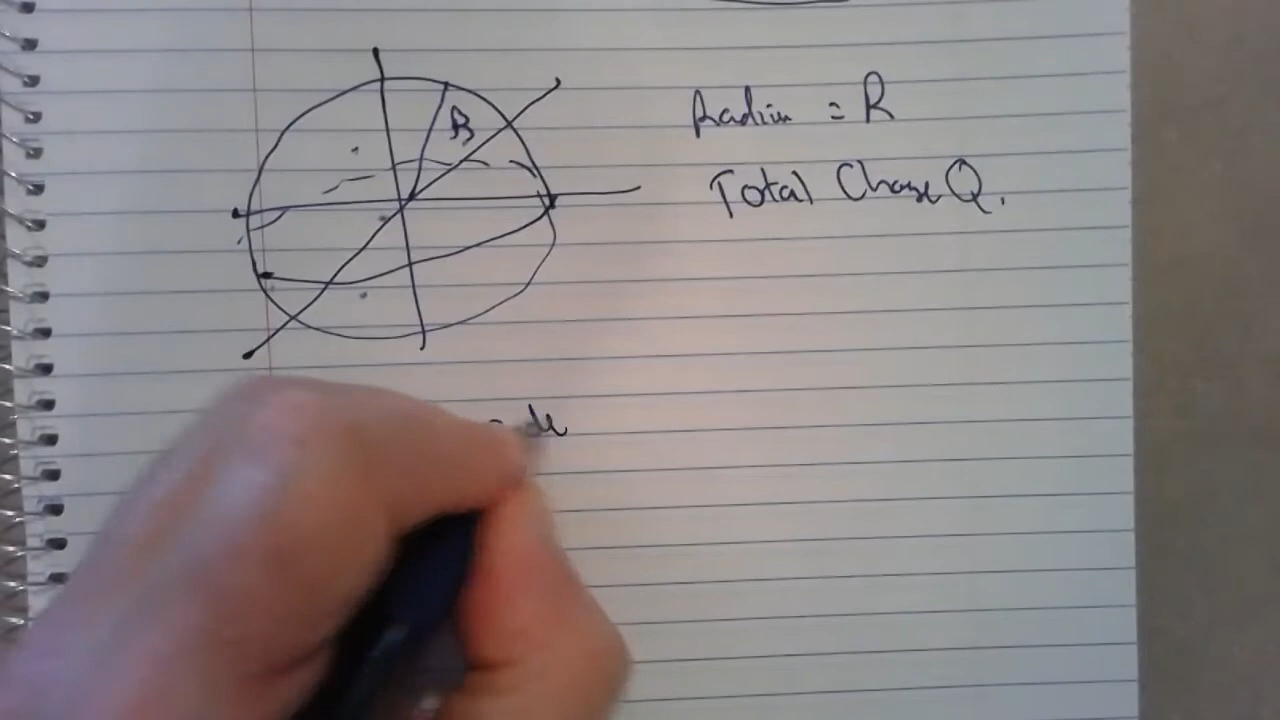 R
Radius = R
Total Charge Q.